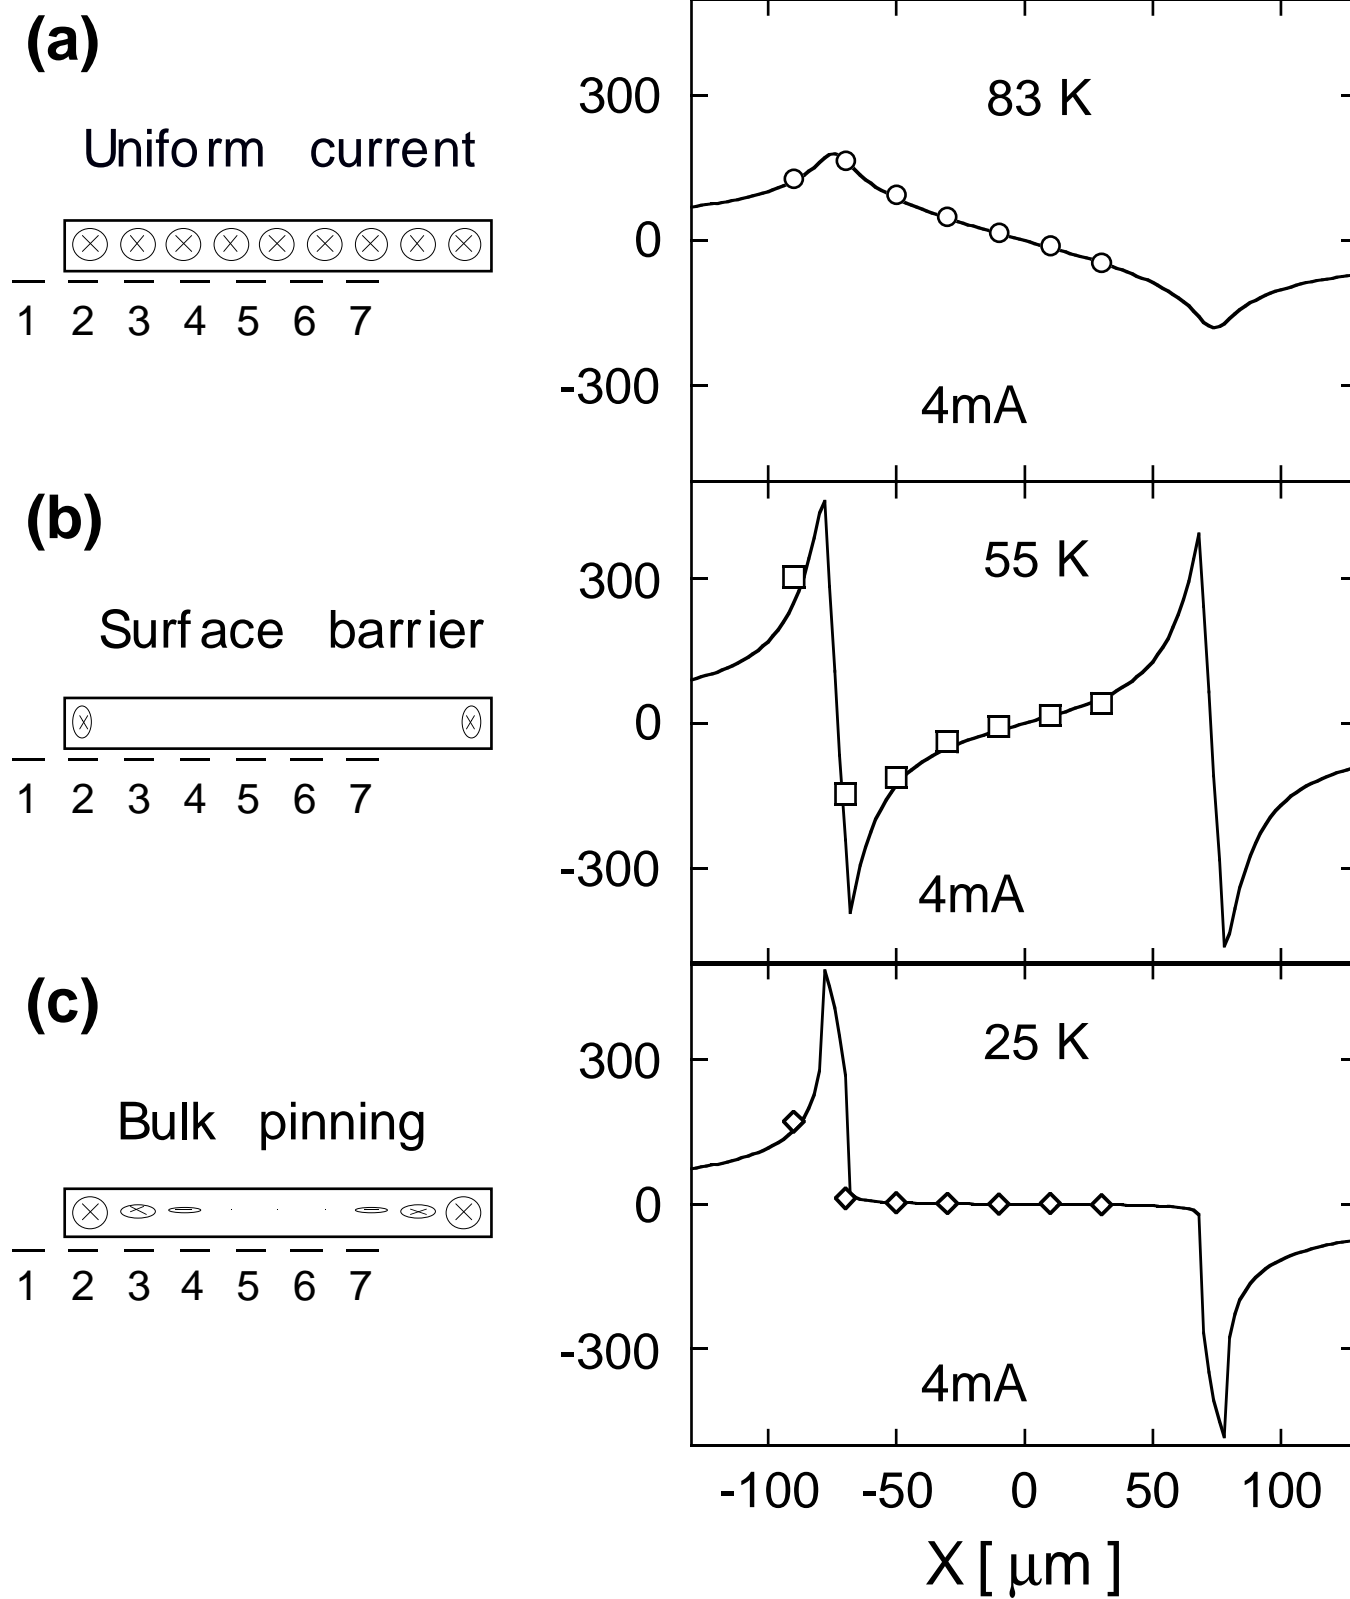 (a)
Uniform current
1 2 3 4 5 6 7
300
0
-300
83 K
4mA
(b)
Surface barrier
1 2 3 4 5 6 7
300
0
-300
55 K
4mA
(c)
Bulk pinning
1 2 3 4 5 6 7
300
0
-300
25 K
4mA
-100 -50 0 50 100
X [ μm ]